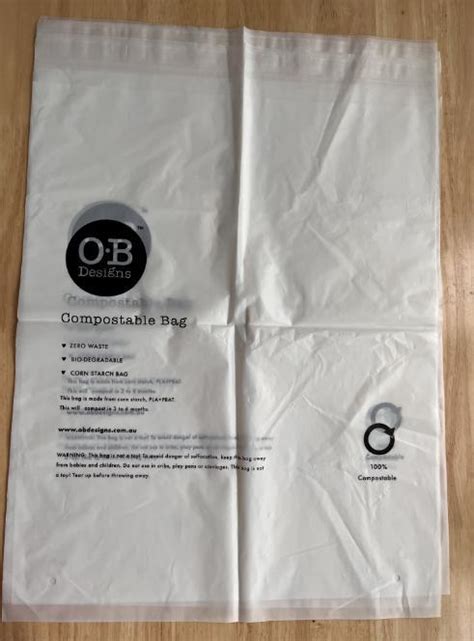 O·B
Designs
TM
Compostable Bag
Compostable Bag
♥ ZERO WASTE
♥ BIO-DEGRADABLE
♥ CORN STARCH BAG
This bag is made from corn starch, PLA+PBAT.
This will compost in 3 to 6 months.
www.obdesigns.com.au
WARNING: This bag is not a toy! To avoid danger of suffocation, keep this bag away
from babies and children. Do not use in cribs, play pens or carriages. This bag is not
a toy! Tear up before throwing away.
100%
Compostable